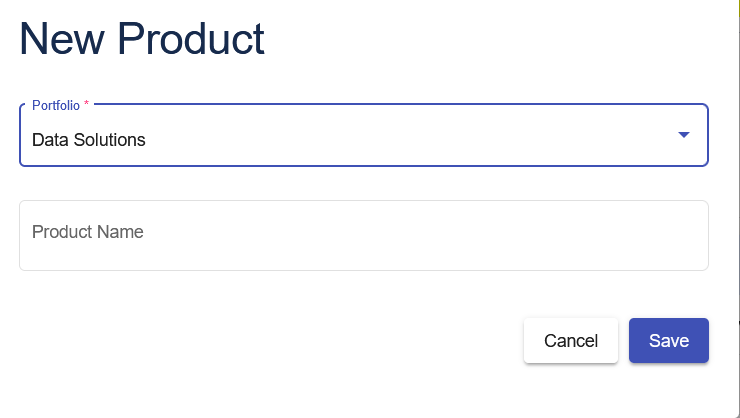 New Product
Portfolio *
Data Solutions
Product Name
Cancel Save